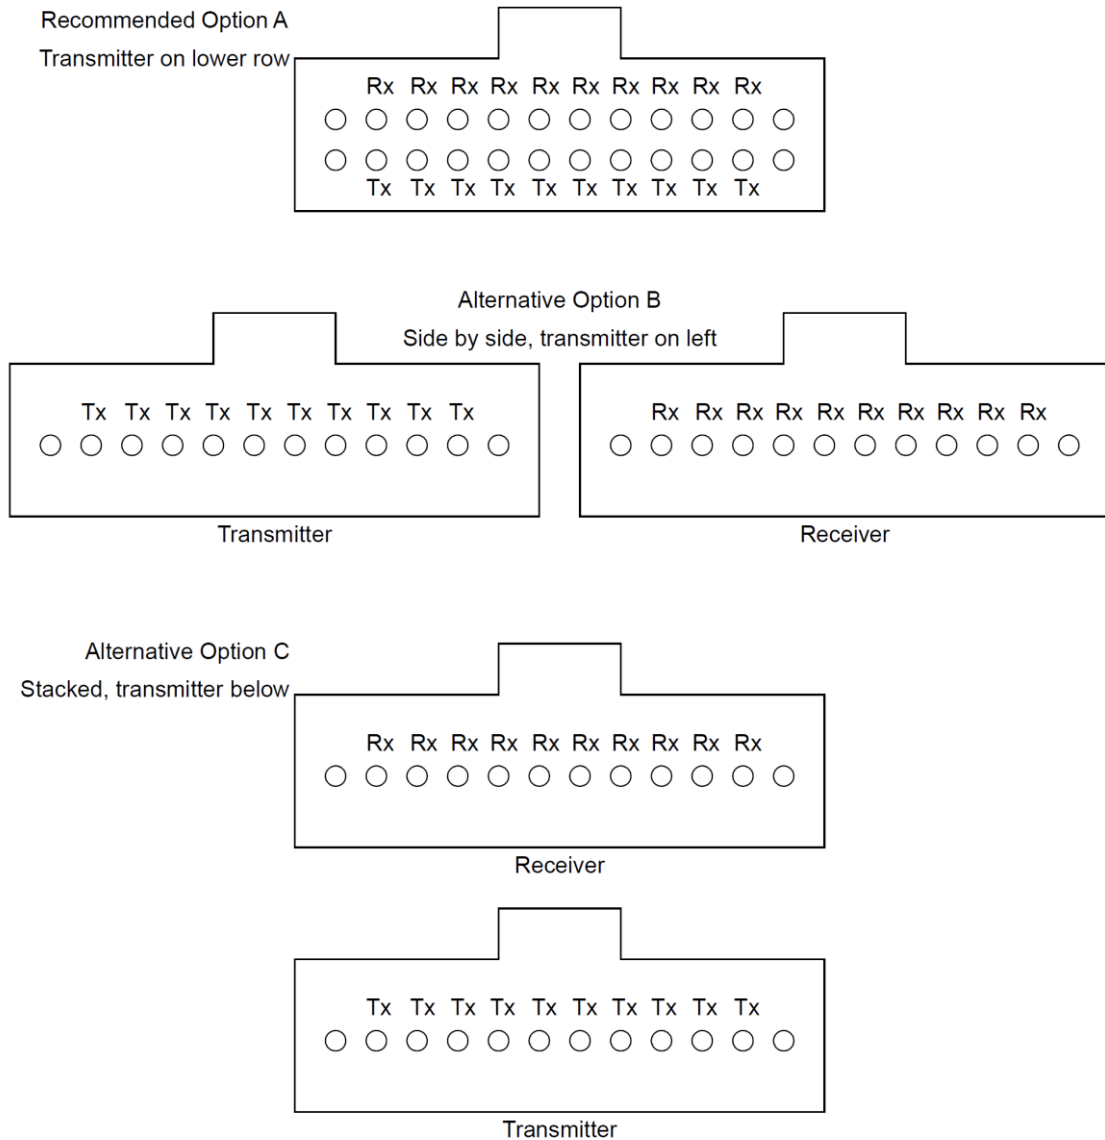 Recommended Option A
Transmitter on lower row
Rx Rx Rx Rx Rx Rx Rx Rx Rx Rx
Tx Tx Tx Tx Tx Tx Tx Tx Tx Tx
Alternative Option B
Side by side, transmitter on left
Tx Tx Tx Tx Tx Tx Tx Tx Tx Tx
Transmitter
Rx Rx Rx Rx Rx Rx Rx Rx Rx Rx
Receiver
Alternative Option C
Stacked, transmitter below
Rx Rx Rx Rx Rx Rx Rx Rx Rx Rx
Receiver
Tx Tx Tx Tx Tx Tx Tx Tx Tx Tx
Transmitter